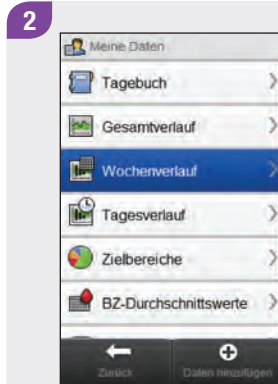 2
Meine Daten
Tagebuch
Gesamtverlauf
Wochenverlauf
Tagesverlauf
Zielbereiche
BZ-Durchschnittswerte
Zurück
Daten hinzufügen